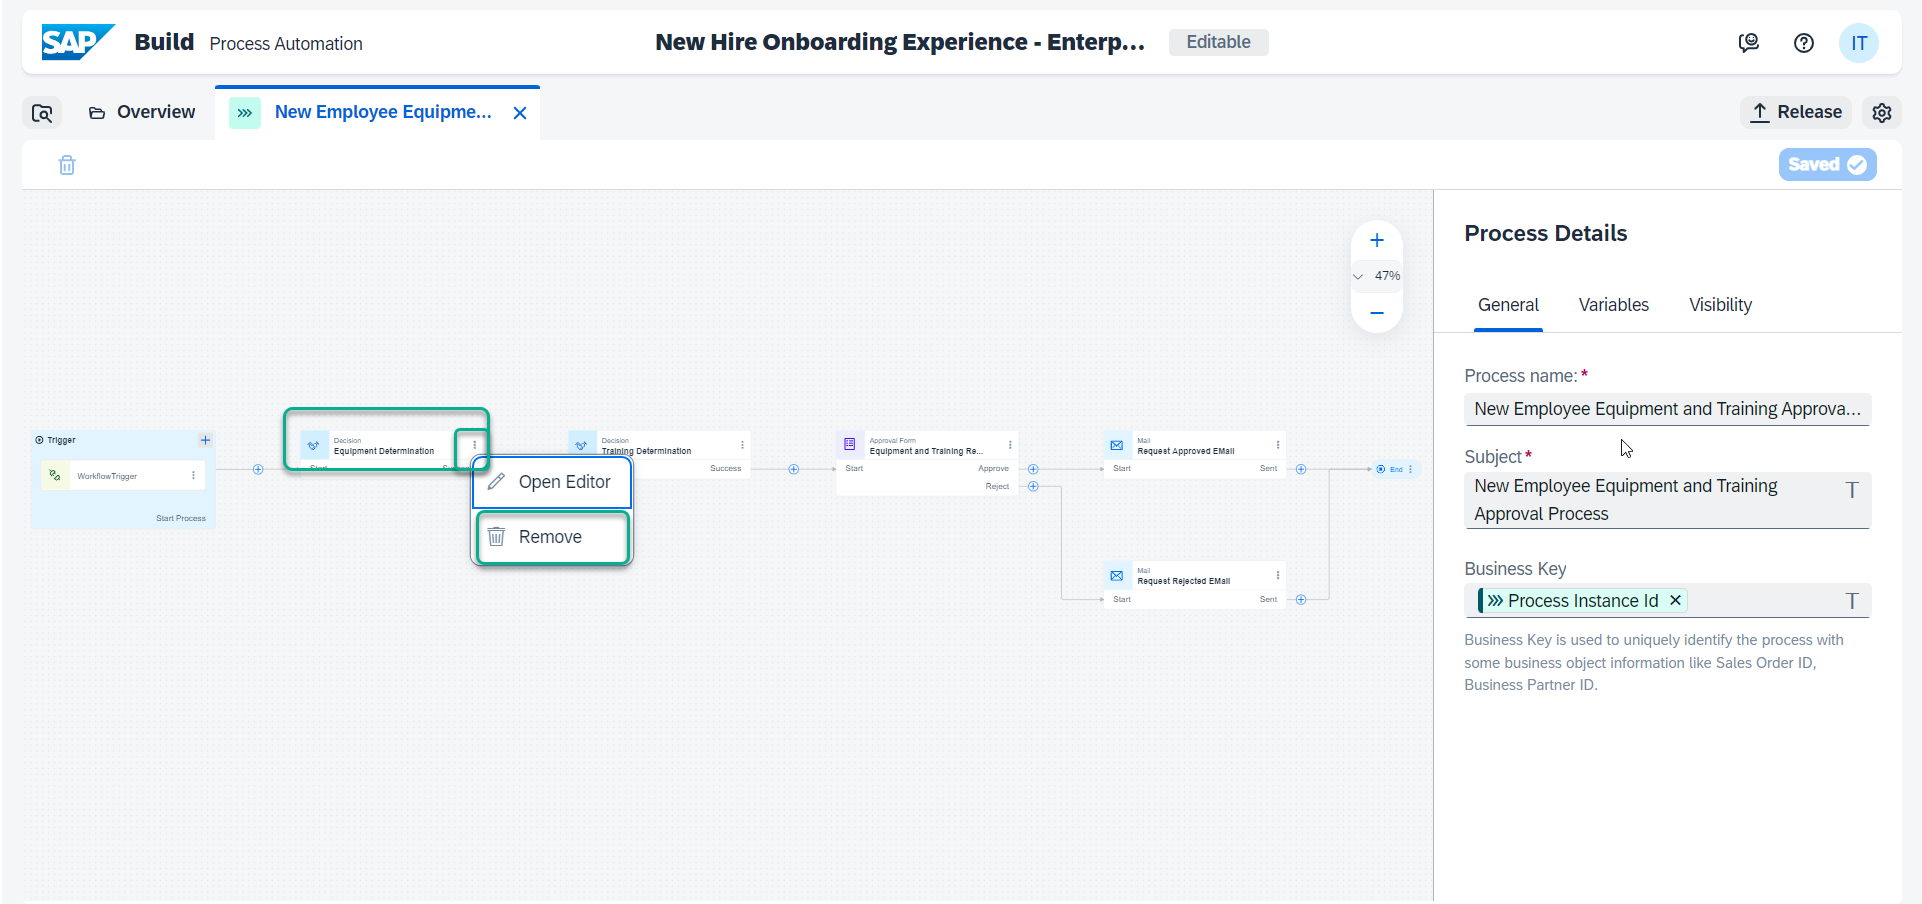 SAP Build Process Automation
New Hire Onboarding Experience - Enterp...
Editable
IT
Overview
New Employee Equipme...
Release
Saved
47%
Trigger
WorkflowTrigger
Start Process
Decision
Equipment Determination
Open Editor
Remove
Decision
Training Determination
Success
Approval Form
Equipment and Training Re...
Start
Approve
Reject
Mail
Request Approved EMail
Start
Sent
End
Mail
Request Rejected EMail
Start
Sent
Process Details
General
Variables
Visibility
Process name:*
New Employee Equipment and Training Approva...
Subject*
New Employee Equipment and Training
Approval Process
Business Key
Process Instance Id
Business Key is used to uniquely identify the process with
some business object information like Sales Order ID,
Business Partner ID.